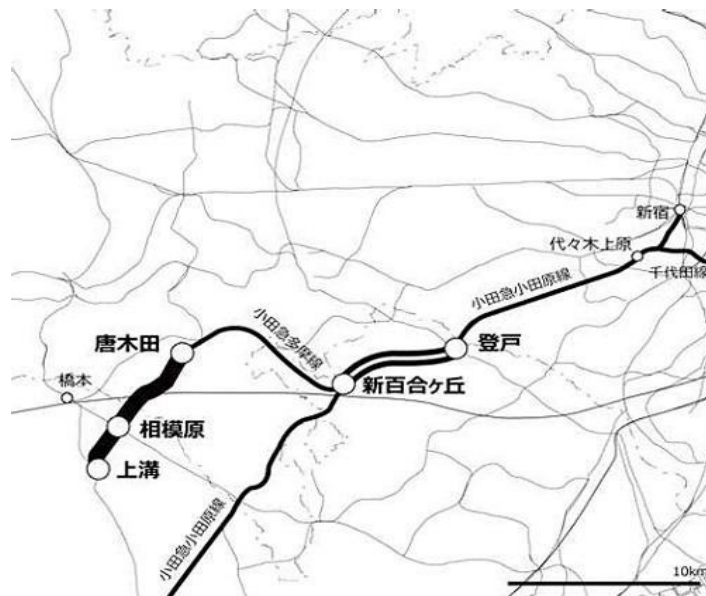 新宿
代々木上原
千代田線
小田急小田原線
小田急多摩線
登戸
唐木田
新百合ヶ丘
橋本
相模原
上溝
小田急小田原線
10km